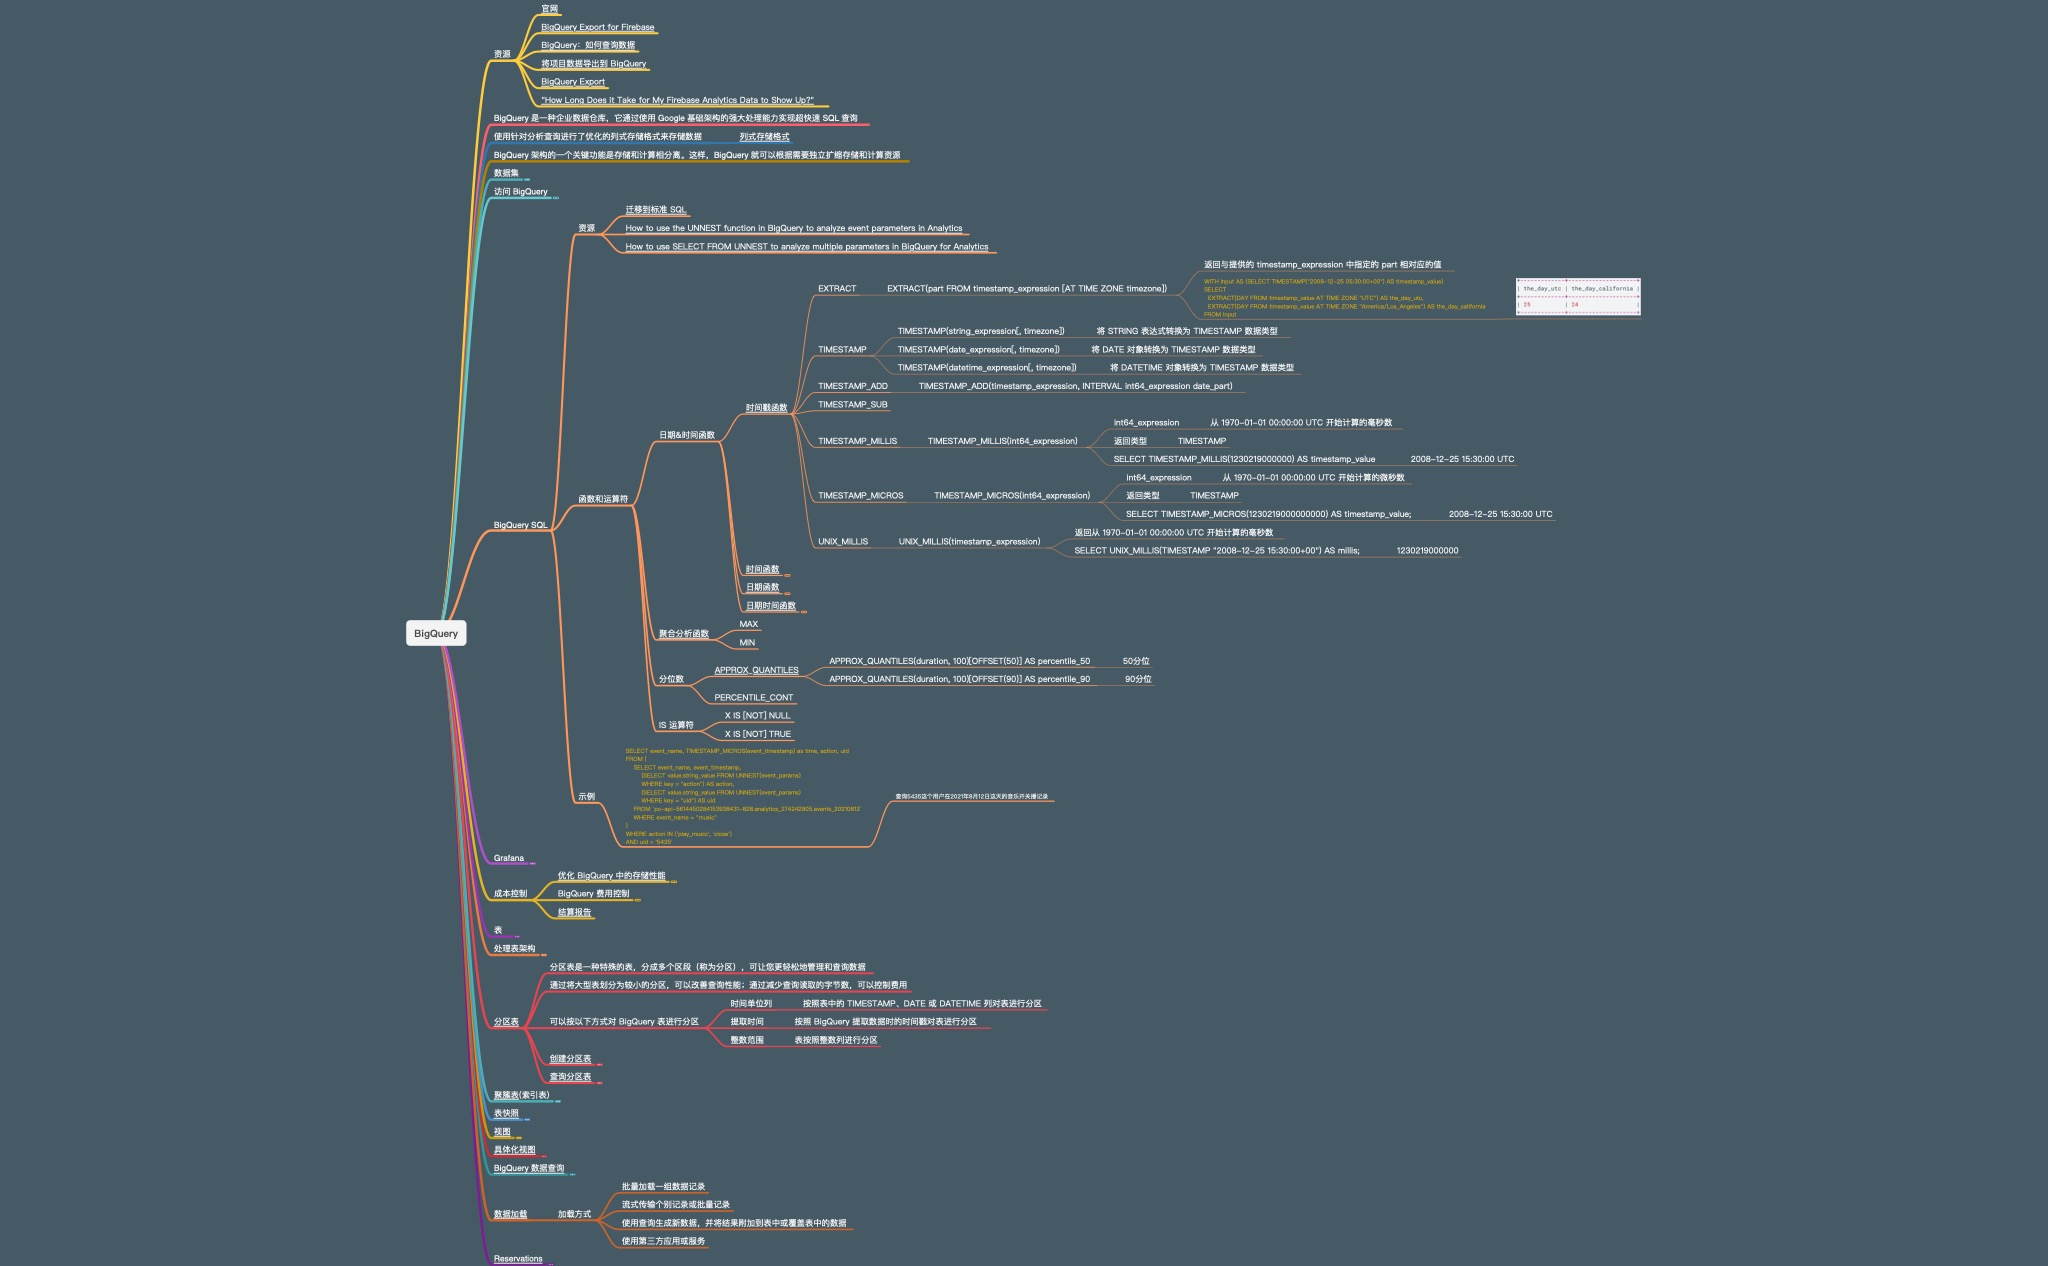 官网
BigQuery Export for Firebase
BigQuery：如何查询数据
资源
将项目数据导出到 BigQuery
BigQuery Export
"How Long Does it Take for My Firebase Analytics Data to Show Up?"
BigQuery 是一种企业数据仓库，它通过使用 Google 基础架构的强大处理能力实现超快速 SQL 查询
使用针对分析查询进行了优化的列式存储格式来存储数据 列式存储格式
BigQuery 架构的一个关键功能是存储和计算相分离。这样，BigQuery 就可以根据需要独立扩缩存储和计算资源
数据集
访问 BigQuery
BigQuery SQL
资源
迁移到标准 SQL
How to use the UNNEST function in BigQuery to analyze event parameters in Analytics
How to use SELECT FROM UNNEST to analyze multiple parameters in BigQuery for Analytics
函数和运算符
日期&时间函数
时间戳函数
EXTRACT EXTRACT(part FROM timestamp_expression [AT TIME ZONE timezone])
返回与提供的 timestamp_expression 中指定的 part 相对应的值
WITH Input AS (SELECT TIMESTAMP("2008-12-25 05:30:00+00") AS timestamp_value)
SELECT
EXTRACT(DAY FROM timestamp_value AT TIME ZONE "UTC") AS the_day_utc,
EXTRACT(DAY FROM timestamp_value AT TIME ZONE "America/Los_Angeles") AS the_day_california
FROM Input
| the_day_utc | the_day_california |
| 25 | 24 |
TIMESTAMP
TIMESTAMP(string_expression[, timezone]) 将 STRING 表达式转换为 TIMESTAMP 数据类型
TIMESTAMP(date_expression[, timezone]) 将 DATE 对象转换为 TIMESTAMP 数据类型
TIMESTAMP(datetime_expression[, timezone]) 将 DATETIME 对象转换为 TIMESTAMP 数据类型
TIMESTAMP_ADD TIMESTAMP_ADD(timestamp_expression, INTERVAL int64_expression date_part)
TIMESTAMP_SUB
TIMESTAMP_MILLIS TIMESTAMP_MILLIS(int64_expression)
int64_expression 从 1970-01-01 00:00:00 UTC 开始计算的毫秒数
返回类型 TIMESTAMP
SELECT TIMESTAMP_MILLIS(1230219000000) AS timestamp_value 2008-12-25 15:30:00 UTC
TIMESTAMP_MICROS TIMESTAMP_MICROS(int64_expression)
int64_expression 从 1970-01-01 00:00:00 UTC 开始计算的微秒数
返回类型 TIMESTAMP
SELECT TIMESTAMP_MICROS(1230219000000000) AS timestamp_value; 2008-12-25 15:30:00 UTC
UNIX_MILLIS UNIX_MILLIS(timestamp_expression)
返回从 1970-01-01 00:00:00 UTC 开始计算的毫秒数
SELECT UNIX_MILLIS(TIMESTAMP "2008-12-25 15:30:00+00") AS millis; 1230219000000
时间函数
日期函数
日期时间函数
聚合分析函数
MAX
MIN
分位数
APPROX_QUANTILES
APPROX_QUANTILES(duration, 100)[OFFSET(50)] AS percentile_50 50分位
APPROX_QUANTILES(duration, 100)[OFFSET(90)] AS percentile_90 90分位
PERCENTILE_CONT
IS 运算符
X IS [NOT] NULL
X IS [NOT] TRUE
示例
SELECT event_name, TIMESTAMP_MICROS(event_timestamp) as time, action, uid
FROM (
SELECT event_name, event_timestamp,
(SELECT value.string_value FROM UNNEST(event_params)
WHERE key = "action") AS action,
(SELECT value.string_value FROM UNNEST(event_params)
WHERE key = "uid") AS uid
FROM `pc-api-5614450284153938431-828.analytics_274242905.events_20210812`
WHERE event_name = "music"
)
WHERE action IN ('play_music', 'close')
AND uid = '5435'
查询5435这个用户在2021年8月12日这天的音乐开关播记录
BigQuery
Grafana
成本控制
优化 BigQuery 中的存储性能
BigQuery 费用控制
结算报告
表
处理表架构
分区表
分区表是一种特殊的表，分成多个区段（称为分区），可让您更轻松地管理和查询数据
通过将大型表划分为较小的分区，可以改善查询性能；通过减少查询读取的字节数，可以控制费用
可以按以下方式对 BigQuery 表进行分区
时间单位列 按照表中的 TIMESTAMP、DATE 或 DATETIME 列对表进行分区
提取时间 按照 BigQuery 提取数据时的时间戳对表进行分区
整数范围 表按照整数列进行分区
创建分区表
查询分区表
聚簇表(索引表)
表快照
视图
具体化视图
BigQuery 数据查询
数据加载 加载方式
批量加载一组数据记录
流式传输个别记录或批量记录
使用查询生成新数据，并将结果附加到表中或覆盖表中的数据
使用第三方应用或服务
Reservations